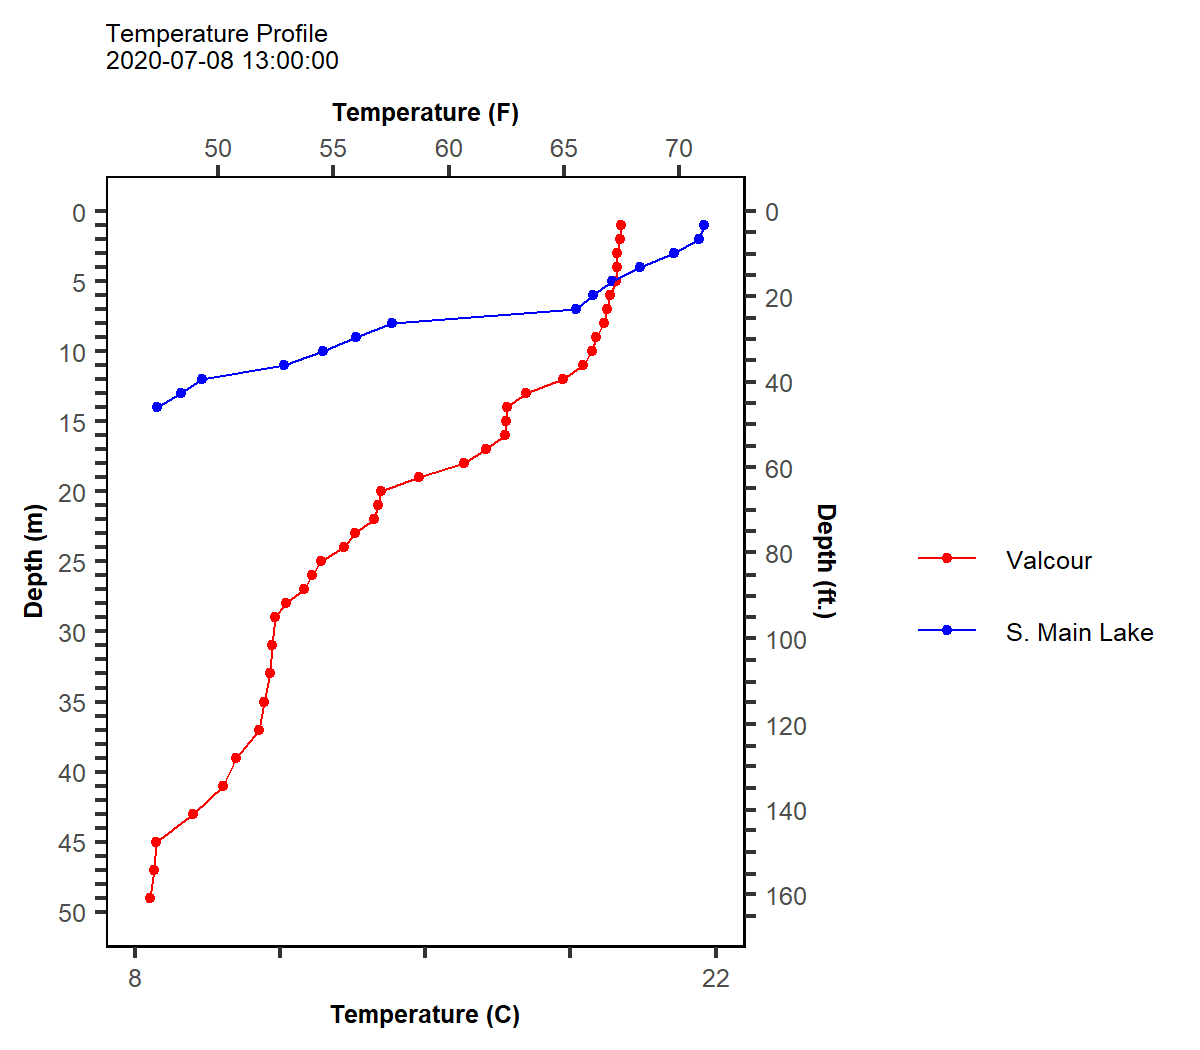 Temperature Profile
2020-07-08 13:00:00
Temperature (F)
50 55 60 65 70
0 0
5
20
10
40
15
60
20
25 80
30 100
35
120
40
140
45
160
50
Depth (m)
Depth (ft.)
Valcour
S. Main Lake
8 22
Temperature (C)